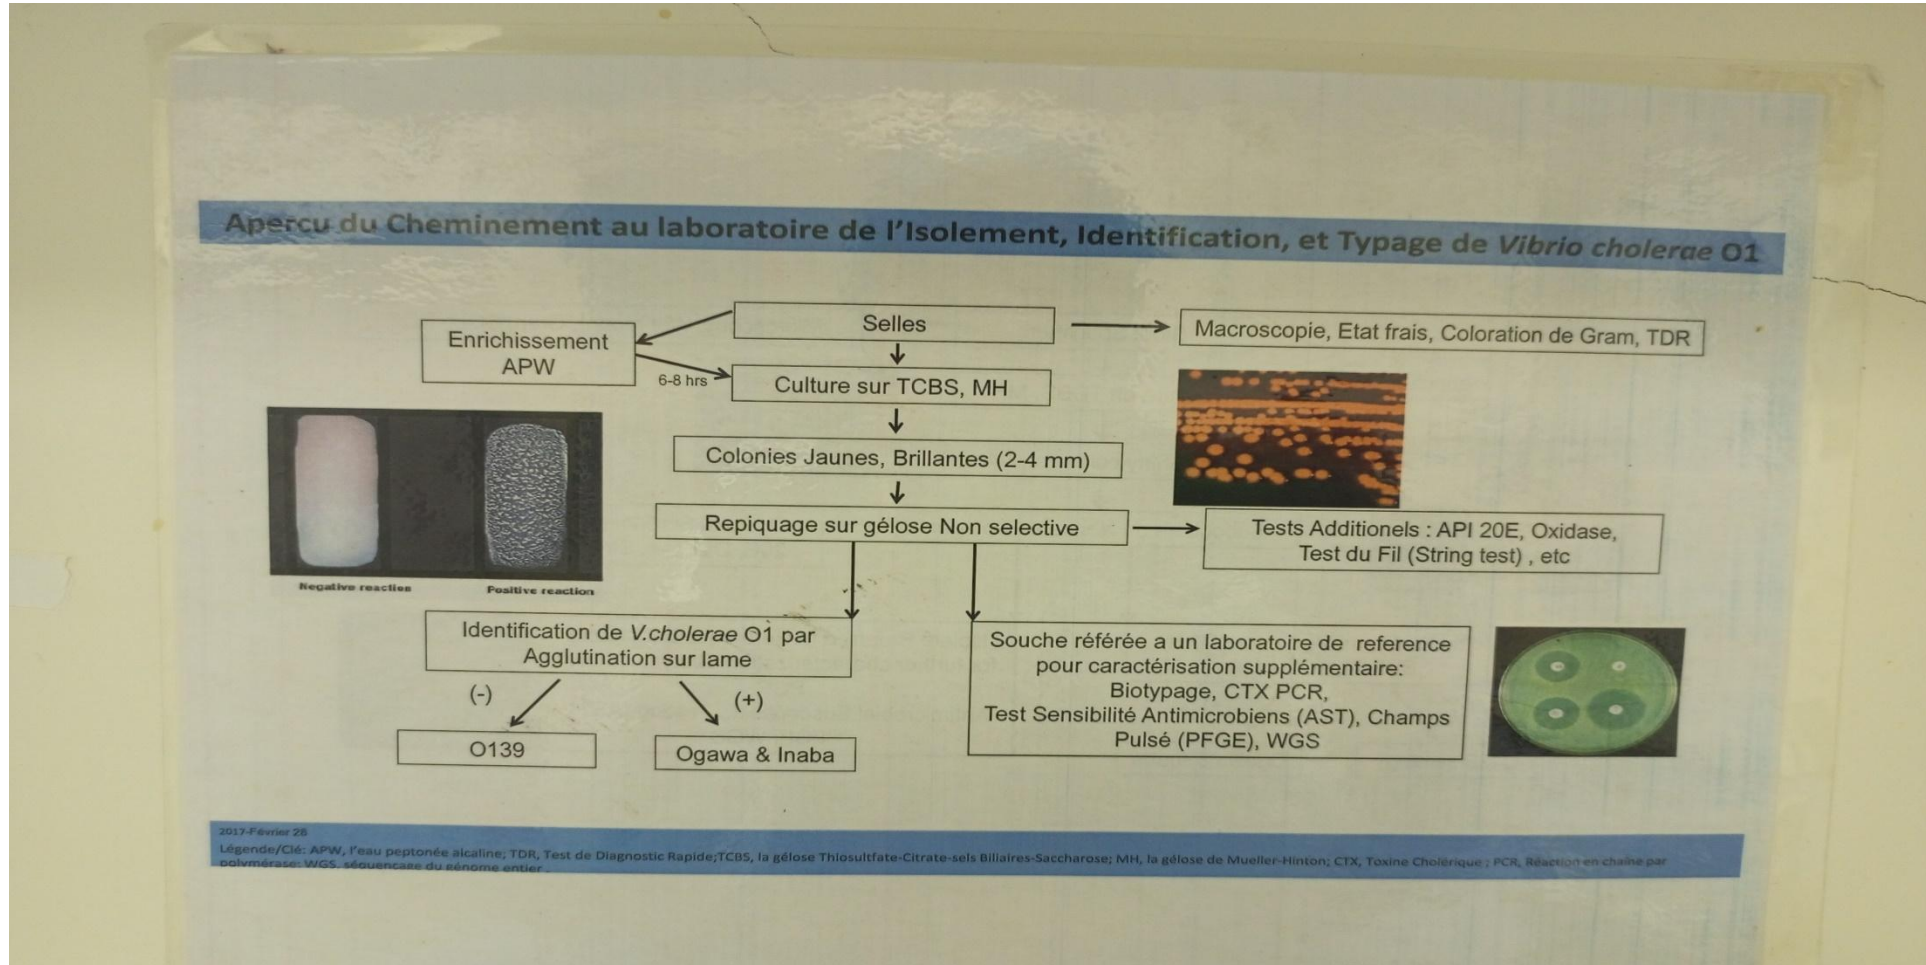 Apercu du Cheminement au laboratoire de l'Isolement, Identification, et Typage de Vibrio cholerae O1
Selles
Enrichissement
APW
Macroscopie, Etat frais, Coloration de Gram, TDR
6-8 hrs
Culture sur TCBS, MH
Colonies Jaunes, Brillantes (2-4 mm)
Repiquage sur gélose Non selective
Tests Additionels : API 20E, Oxidase,
Test du Fil (String test) , etc
Negative reaction
Positive reaction
Identification de V.cholerae O1 par
Agglutination sur lame
(-)
(+)
O139
Ogawa & Inaba
Souche référée a un laboratoire de reference
pour caractérisation supplémentaire:
Biotypage, CTX PCR,
Test Sensibilité Antimicrobiens (AST), Champs
Pulsé (PFGE), WGS
2017-Février 28
Légende/Clé: APW, l'eau peptonée alcaline; TDR, Test de Diagnostic Rapide;TCBS, la gélose Thiosultfate-Citrate-sels Biliaires-Saccharose; MH, la gélose de Mueller-Hinton; CTX, Toxine Cholérique ; PCR, Réaction en chaine par
polymérase; WGS, séquençage du génome entier .